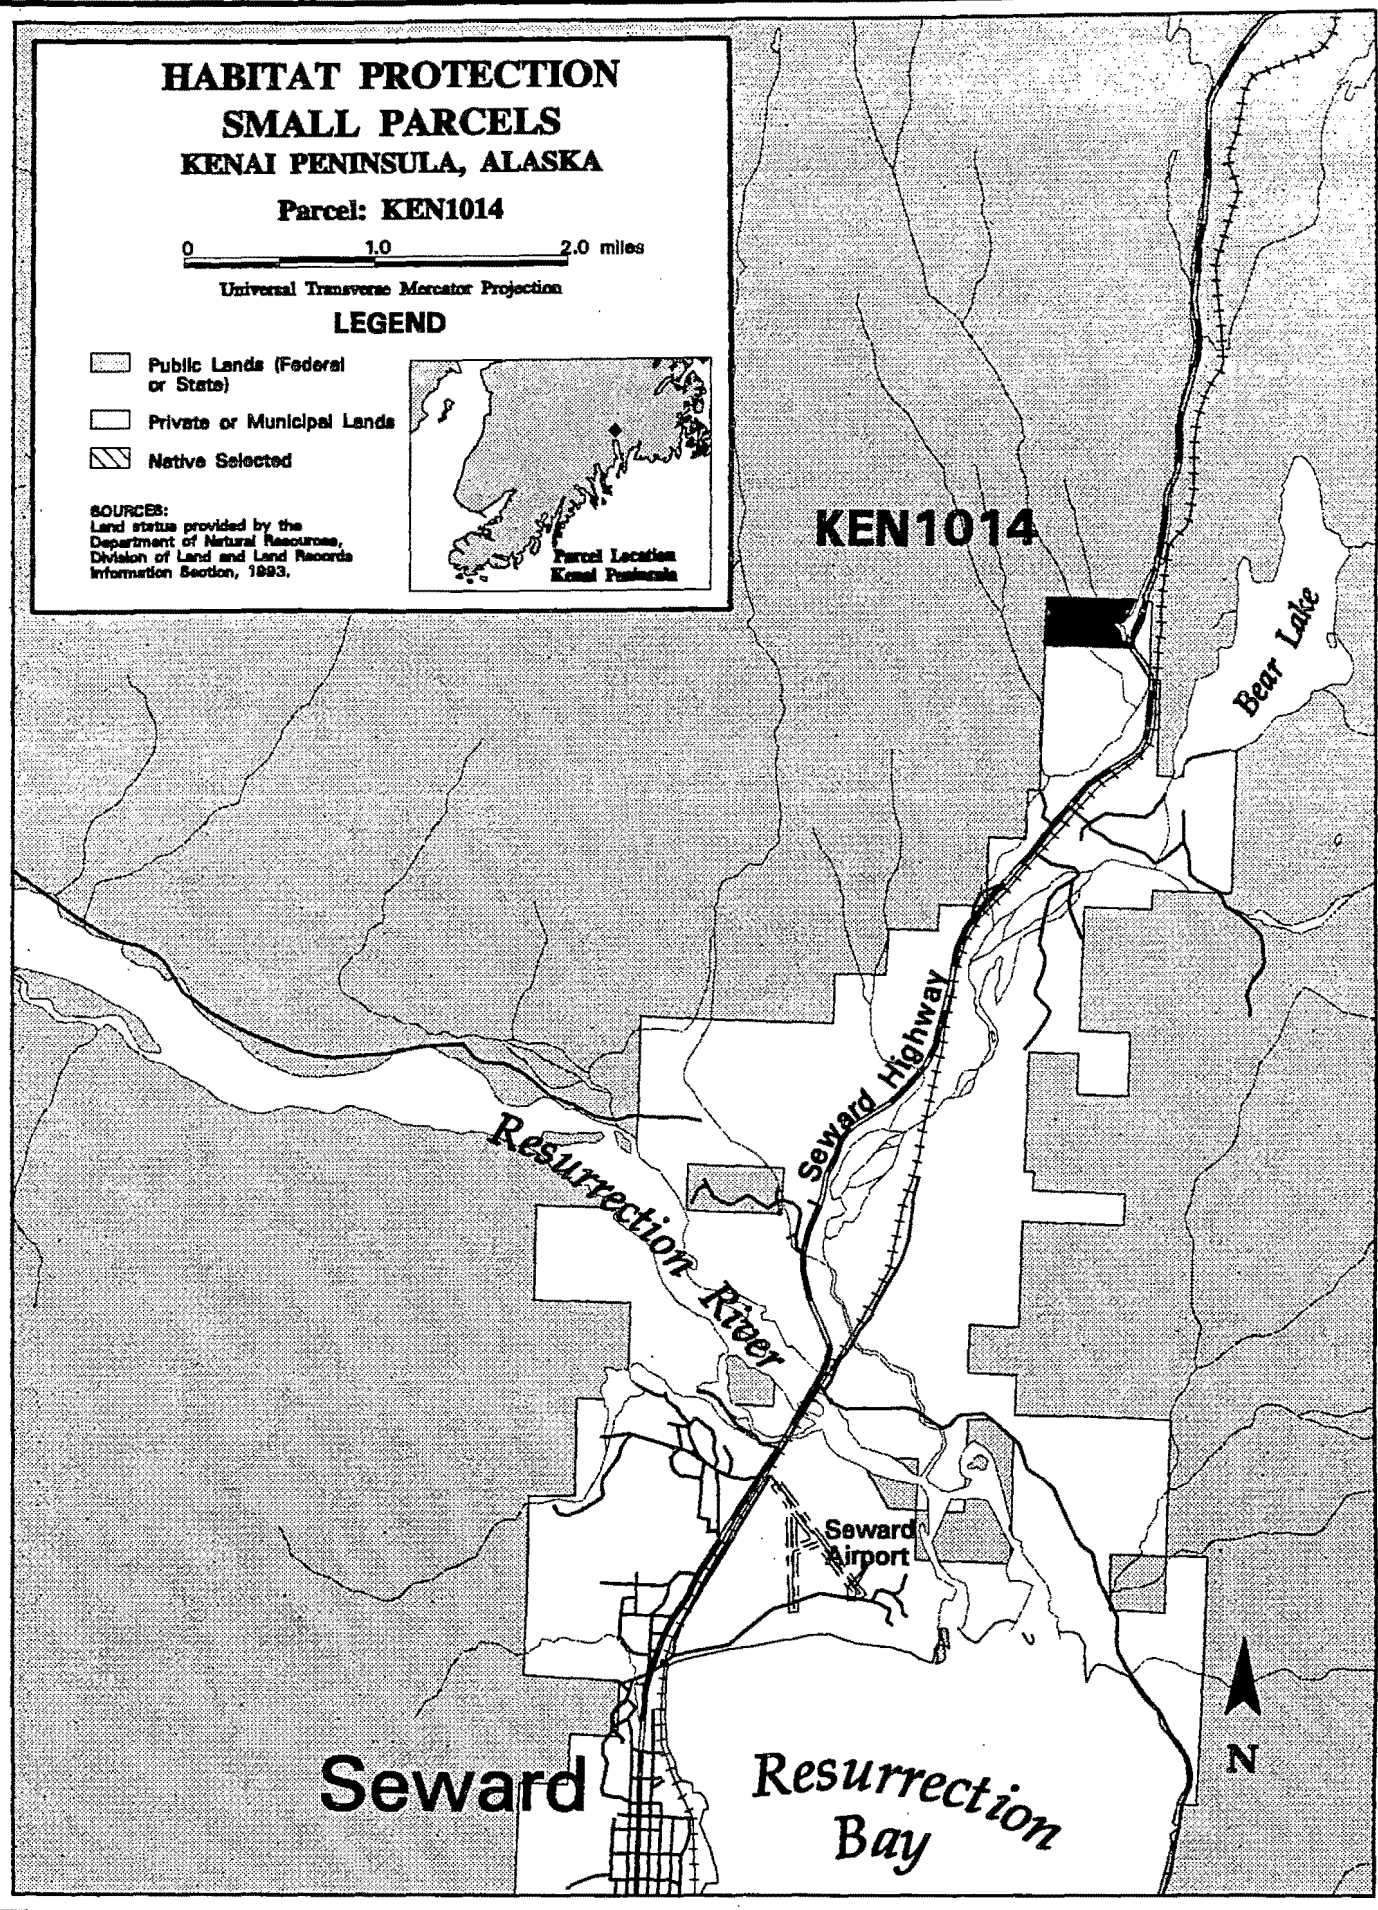 HABITAT PROTECTION
SMALL PARCELS
KENAI PENINSULA, ALASKA
Parcel: KEN1014
0 1.0 2.0 miles
Universal Transverse Mercator Projection
LEGEND
Public Lands (Federal
or State)
Private or Municipal Lands
Native Selected
SOURCES:
Land status provided by the
Department of Natural Resources,
Division of Land and Land Records
Information Section, 1993.
Parcel Location
Kenai Peninsula
KEN1014
Bear Lake
Seward Highway
Resurrection River
Seward
Airport
N
Seward
Resurrection
Bay